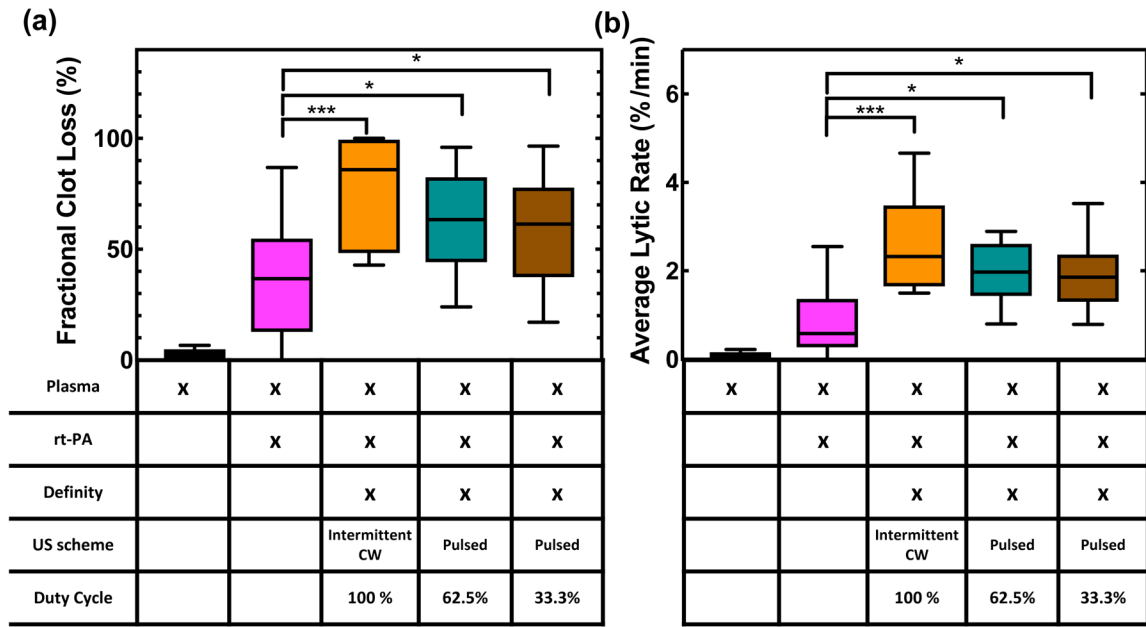 (a)
(b)
Fractional Clot Loss (%)
100
50
0
***
*
*
Average Lytic Rate (%/min)
6
4
2
0
***
*
*
Plasma x x x x x x x x x x
rt-PA x x x x x x x x
Definity x x x x x x
US scheme Intermittent CW Pulsed Pulsed Intermittent CW Pulsed Pulsed
Duty Cycle 100 % 62.5% 33.3% 100 % 62.5% 33.3%